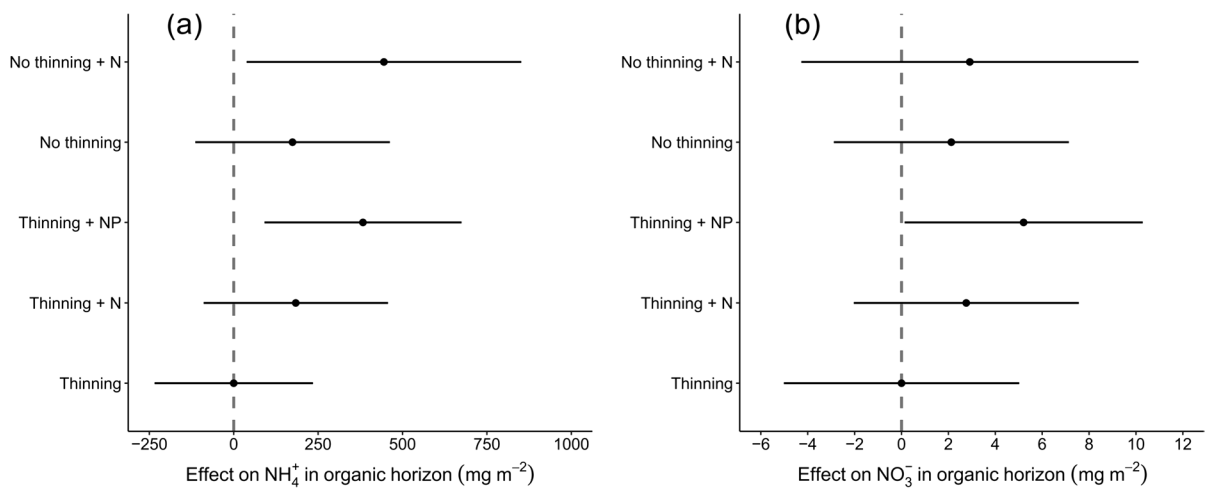 (a)
No thinning + N
No thinning
Thinning + NP
Thinning + N
Thinning
−250 0 250 500 750 1000
Effect on NH₄⁺ in organic horizon (mg m⁻²)
(b)
No thinning + N
No thinning
Thinning + NP
Thinning + N
Thinning
−6 −4 −2 0 2 4 6 8 10 12
Effect on NO₃⁻ in organic horizon (mg m⁻²)